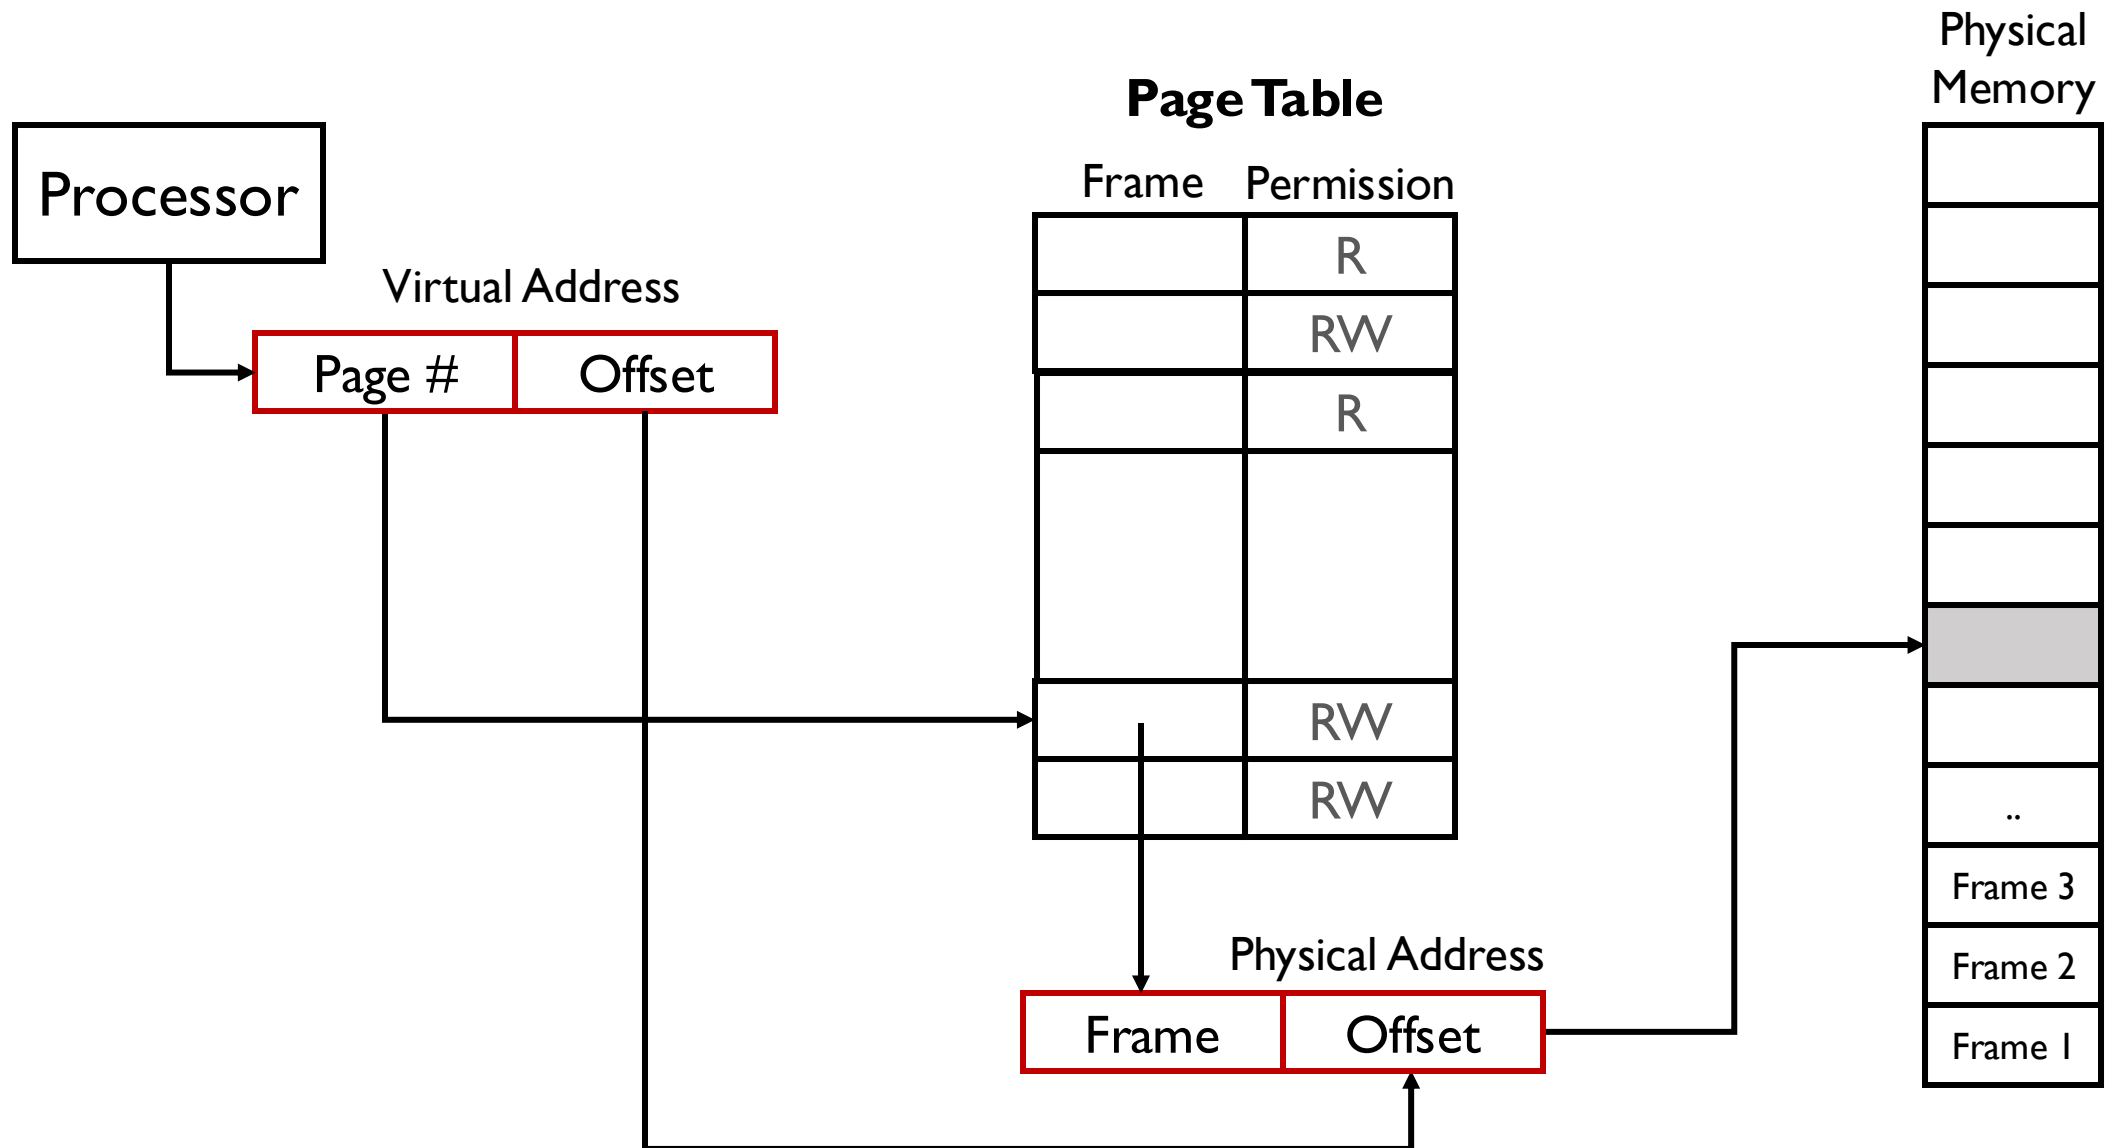 Physical
Memory
Page Table
Processor
Frame Permission
R
Virtual Address
RW
Page # Offset
R
RW
RW
..
Frame 3
Physical Address
Frame 2
Frame Offset
Frame 1